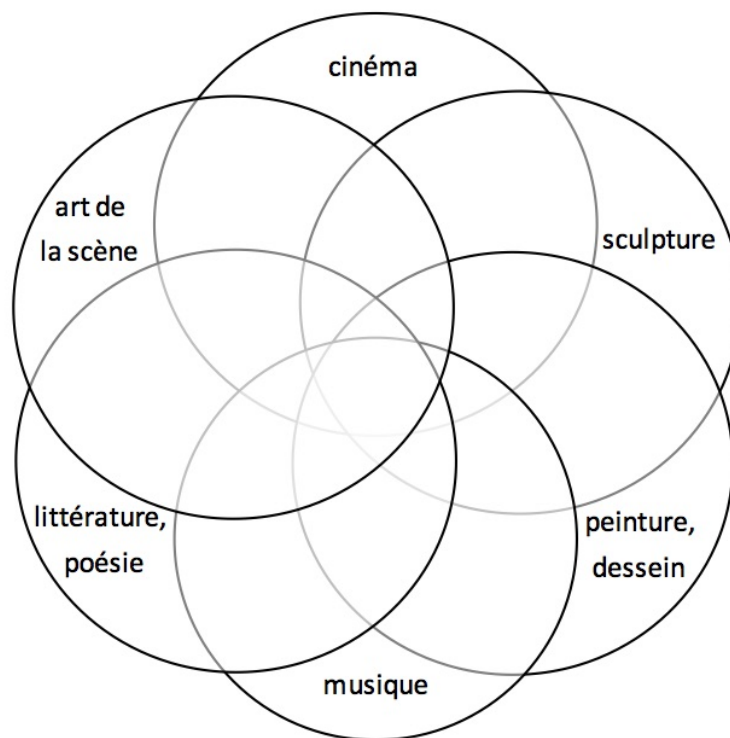 cinéma
art de
la scène
sculpture
littérature,
poésie
peinture,
dessein
musique